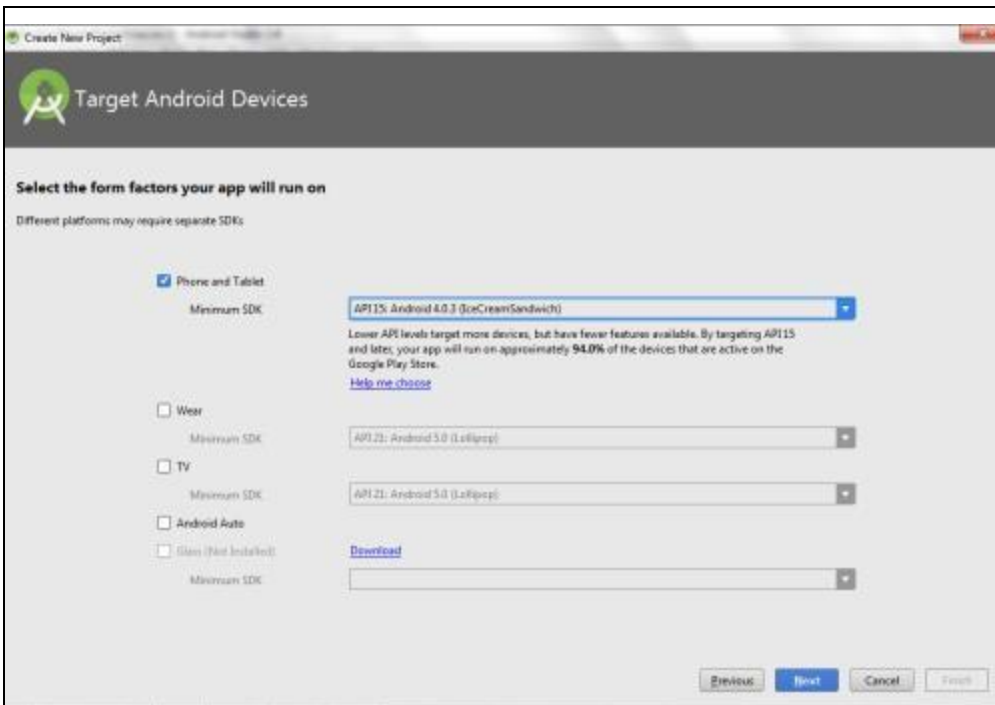 Create New Project
Target Android Devices
Select the form factors your app will run on
Different platforms may require separate SDKs
Phone and Tablet
Minimum SDK
API 15: Android 4.0.3 (IceCreamSandwich)
Lower API levels target more devices, but have fewer features available. By targeting API 15
and later, your app will run on approximately 94.0% of the devices that are active on the
Google Play Store.
Help me choose
Wear
Minimum SDK
API 21: Android 5.0 (Lollipop)
TV
Minimum SDK
API 21: Android 5.0 (Lollipop)
Android Auto
Glass (Not Installed)
Download
Minimum SDK
Previous
Next
Cancel
Finish